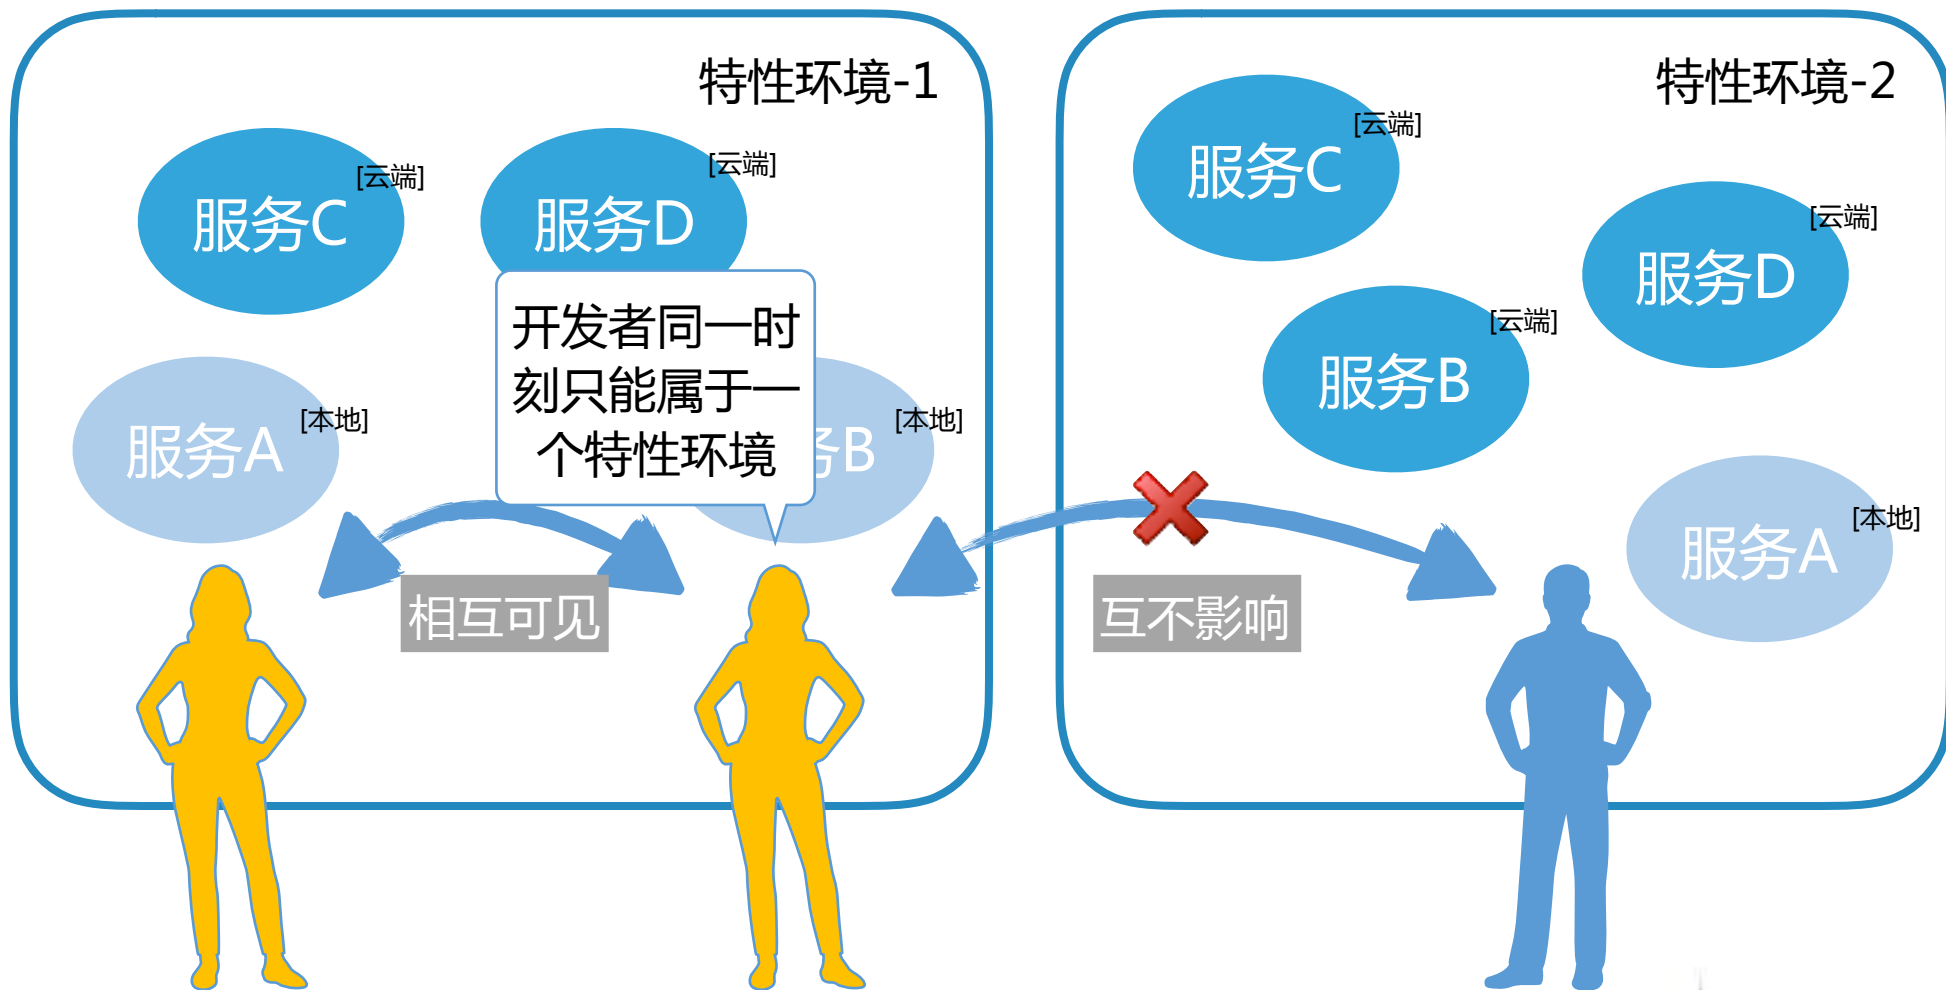 特性环境-1
服务C
[云端]
服务D
[云端]
开发者同一时
刻只能属于一
个特性环境
服务A
[本地]
务B
[本地]
相互可见
特性环境-2
服务C
[云端]
服务D
[云端]
服务B
[云端]
服务A
[本地]
互不影响